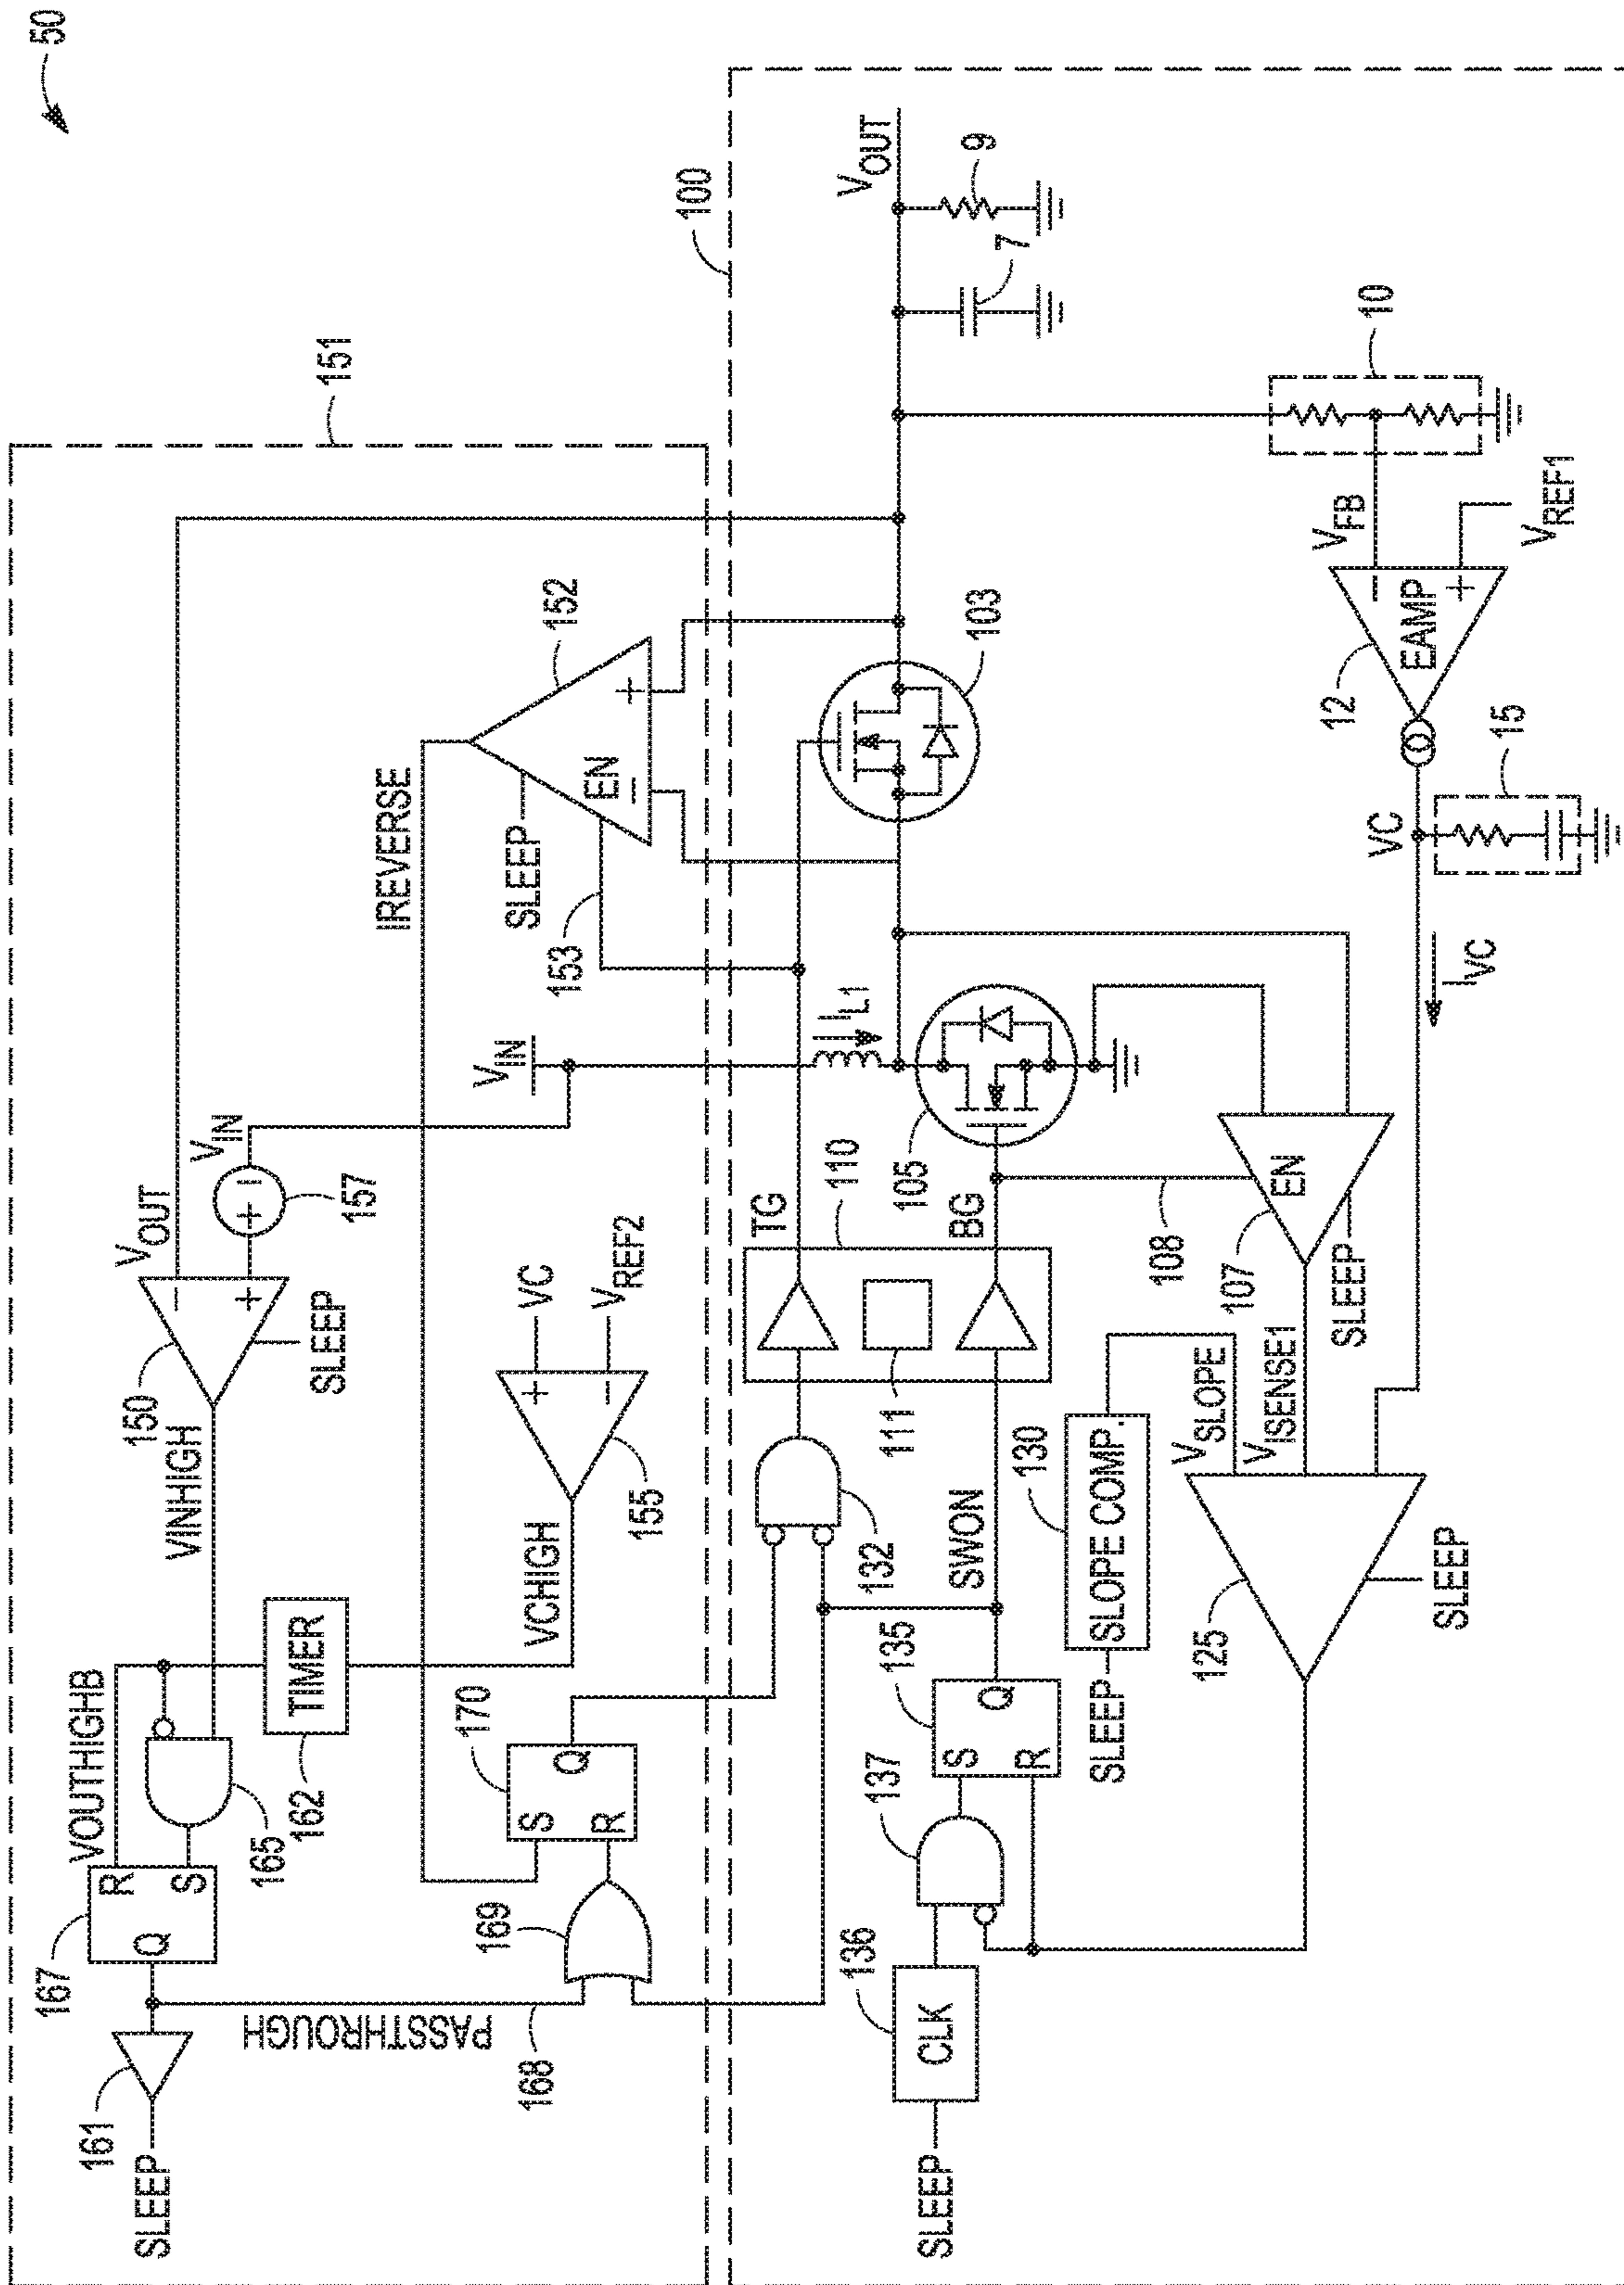 50
151
167
VOUTHIGHB
R
S
Q
161
SLEEP
165
TIMER
162
VINHIGH
150
VOUT
−
+
SLEEP
VIN
+
−
157
IREVERSE
152
+
EN
−
SLEEP
153
VIN
VC
VREF2
+
−
155
VCHIGH
170
S
R
Q
169
PASSTHROUGH
168
100
VOUT
9
7
103
IL1
105
TG
110
BG
111
132
SWON
135
S
R
Q
137
136
CLK
SLEEP
108
EN
107
SLEEP
VISENSE1
VSLOPE
130
SLOPE COMP.
SLEEP
125
SLEEP
10
VFB
VREF1
−
+
EAMP
12
15
VC
IVC